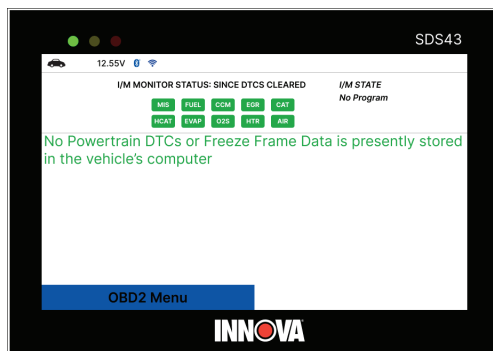 SDS43
12.55V
I/M MONITOR STATUS: SINCE DTCS CLEARED
I/M STATE
No Program
MIS FUEL CCM EGR CAT
HCAT EVAP O2S HTR AIR
No Powertrain DTCs or Freeze Frame Data is presently stored
in the vehicle's computer
OBD2 Menu
INNOVA